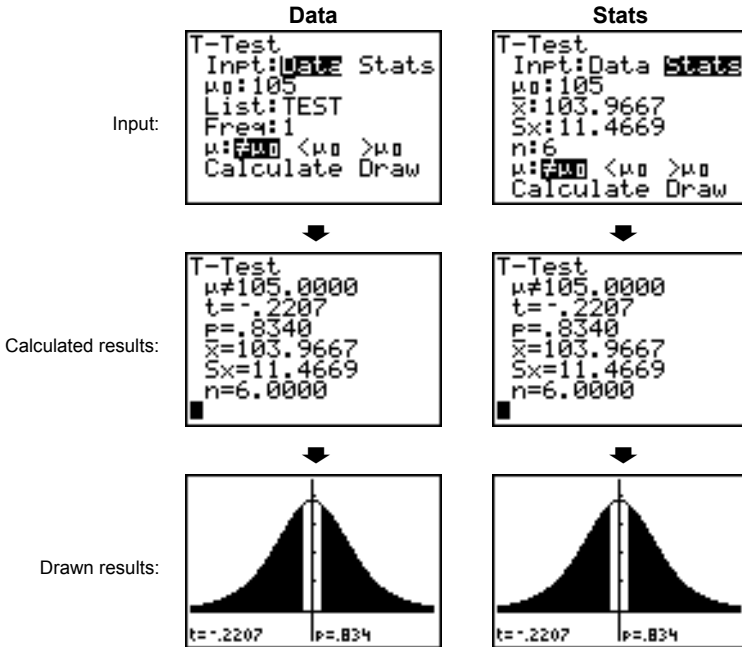 Data
Stats
Input:
T-Test
Inpt:Data Stats
μ0:105
List:TEST
Freq:1
μ:≠μ0 <μ0 >μ0
Calculate Draw
T-Test
Inpt:Data Stats
μ0:105
x̄:103.9667
Sx:11.4669
n:6
μ:≠μ0 <μ0 >μ0
Calculate Draw
Calculated results:
T-Test
μ≠105.0000
t=-.2207
p=.8340
x̄=103.9667
Sx=11.4669
n=6.0000
T-Test
μ≠105.0000
t=-.2207
p=.8340
x̄=103.9667
Sx=11.4669
n=6.0000
Drawn results:
t=-.2207 p=.834
t=-.2207 p=.834